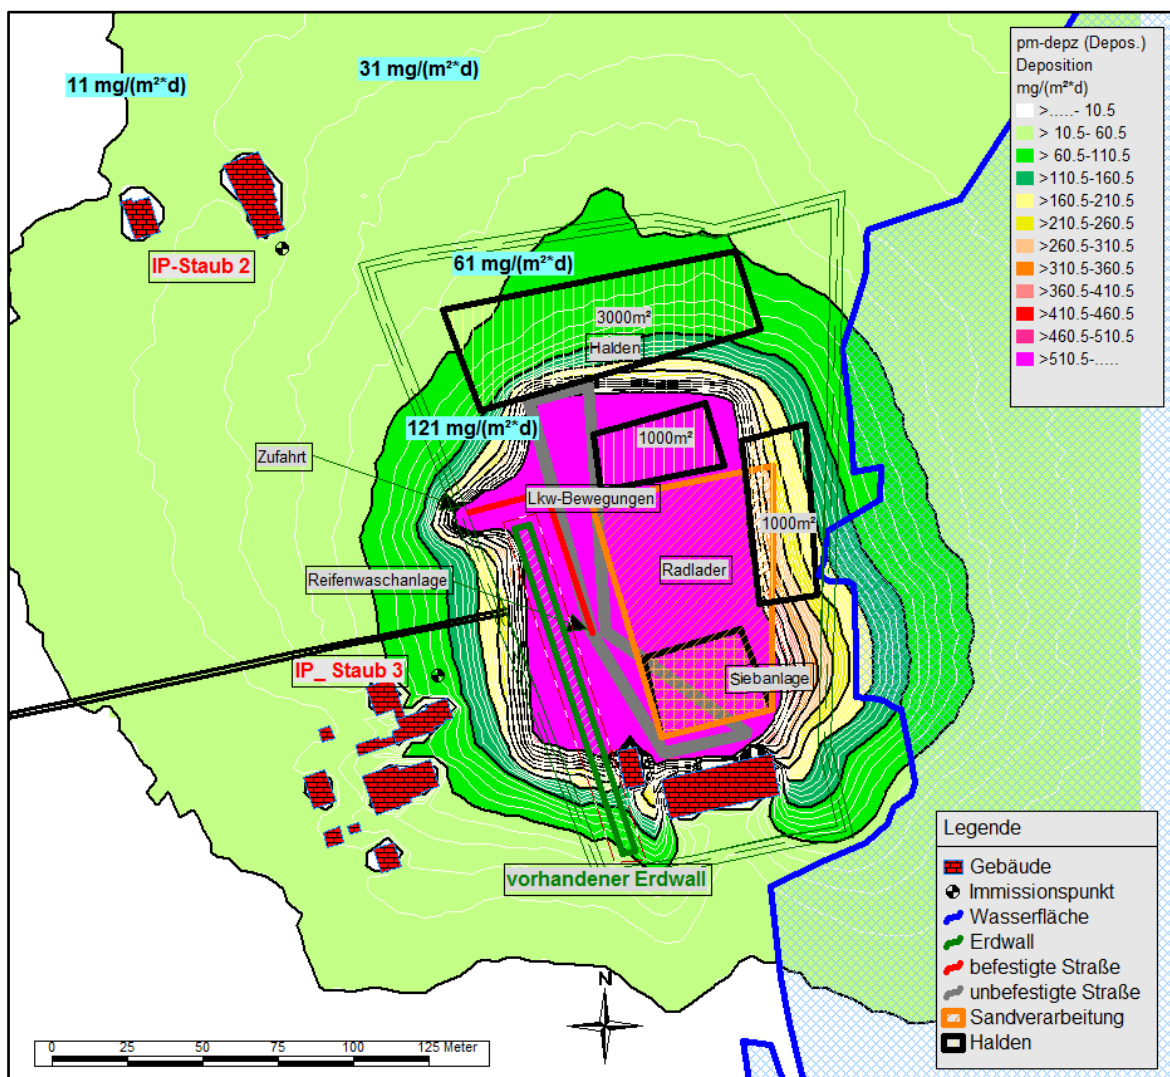 11 mg/(m²*d)
31 mg/(m²*d)
pm-depz (Depos.)
Deposition
mg/(m²*d)
>.....- 10.5
> 10.5- 60.5
> 60.5-110.5
>110.5-160.5
>160.5-210.5
>210.5-260.5
>260.5-310.5
>310.5-360.5
>360.5-410.5
>410.5-460.5
>460.5-510.5
>510.5-.....
IP-Staub 2
61 mg/(m²*d)
3000m²
Halden
121 mg/(m²*d)
1000m²
Zufahrt
Lkw-Bewegungen
1000m²
Radlader
Reifenwaschanlage
IP_ Staub 3
Siebanlage
vorhandener Erdwall
Legende
Gebäude
Immissionspunkt
Wasserfläche
Erdwall
befestigte Straße
unbefestigte Straße
Sandverarbeitung
Halden
N
0 25 50 75 100 125 Meter